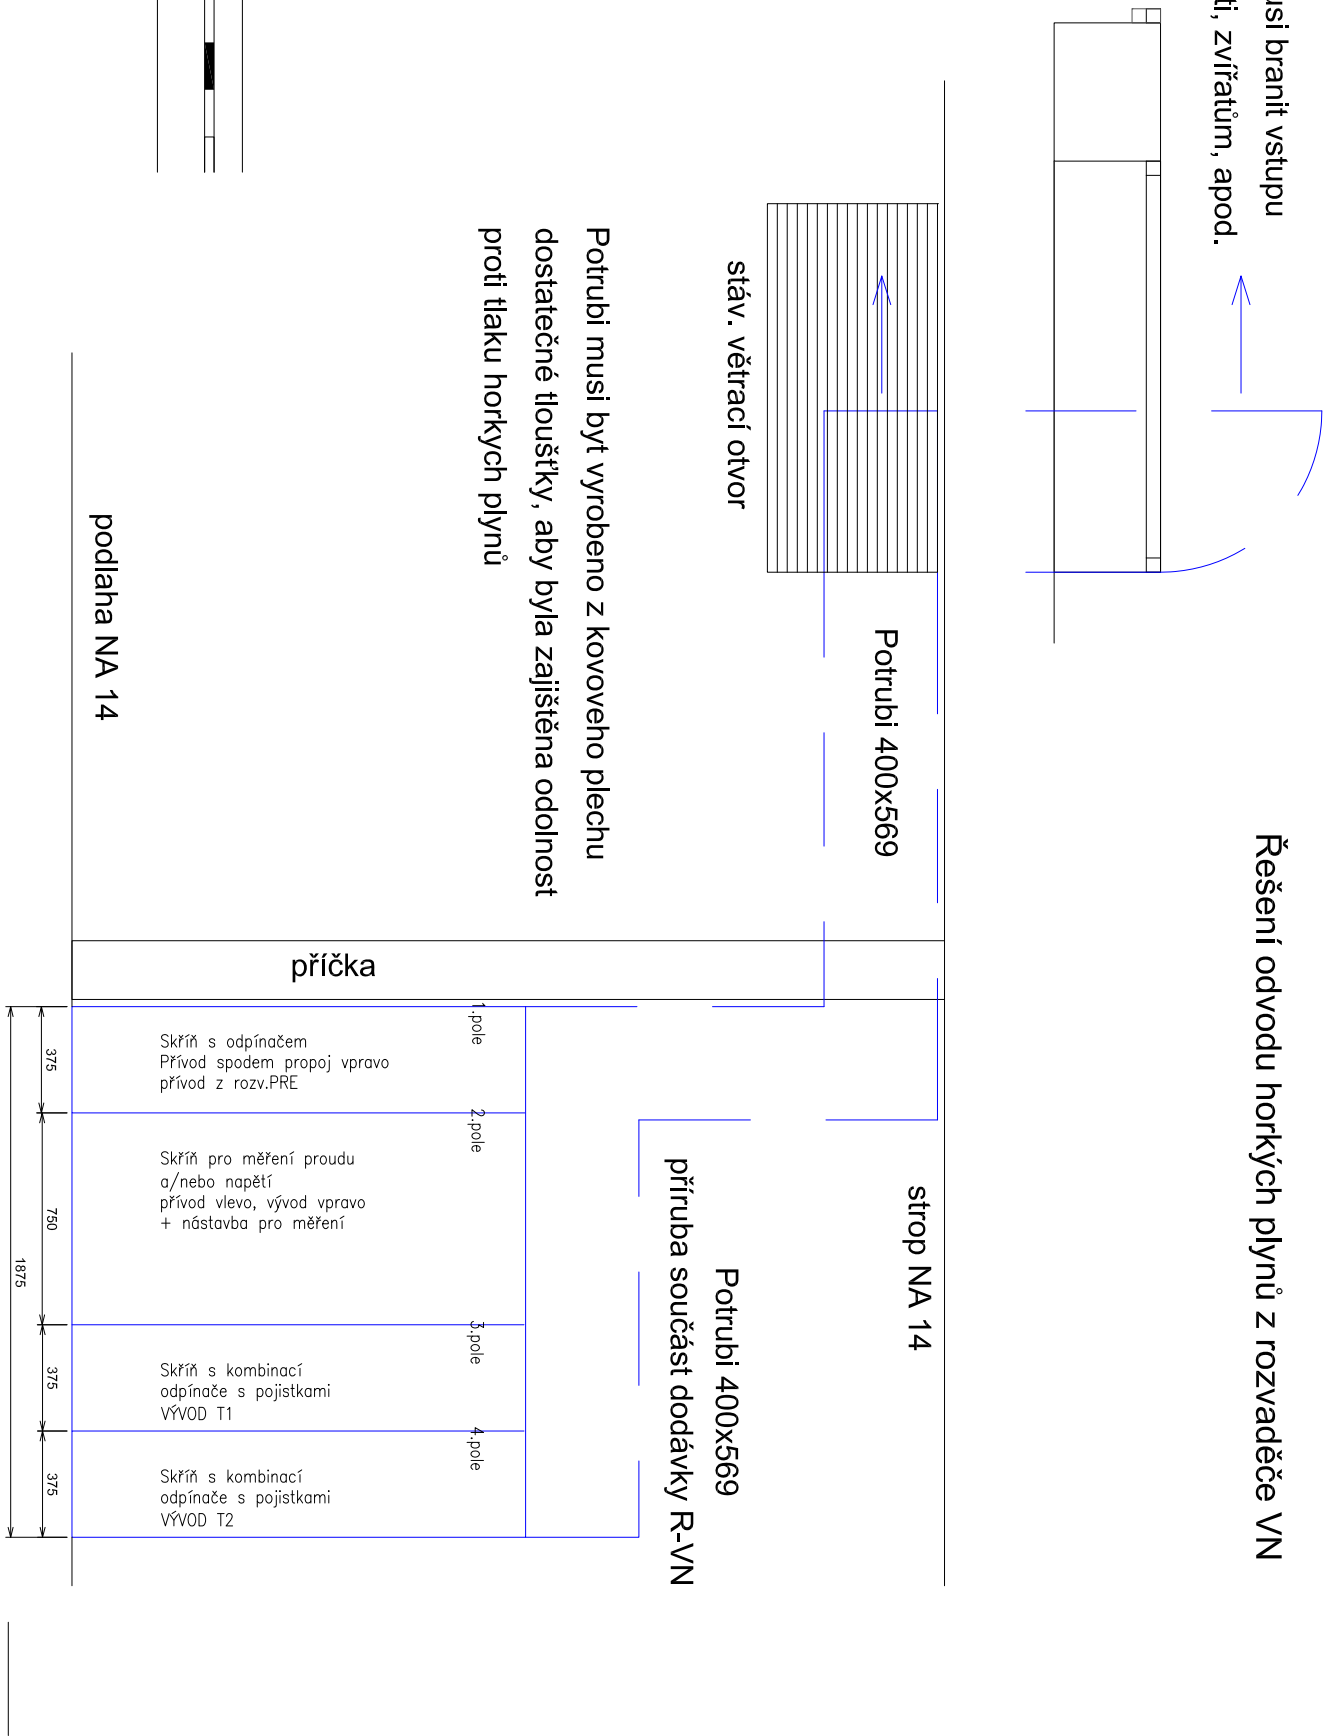 Řešení odvodu horkých plynů z rozvaděče VN
usi branit vstupu
ti, zvířatům, apod.
strop NA 14
Potrubi 400x569
stáv. větrací otvor
Potrubi 400x569
příruba součást dodávky R-VN
Potrubi musi byt vyrobeno z kovoveho plechu
dostatečné tloušťky, aby byla zajištěna odolnost
proti tlaku horkych plynů
podlaha NA 14
příčka
1.pole
Skříň s odpínačem
Přívod spodem propoj vpravo
přívod z rozv.PRE
2.pole
Skříň pro měření proudu
a/nebo napětí
přívod vlevo, vývod vpravo
+ nástavba pro měření
3.pole
Skříň s kombinací
odpínače s pojistkami
VÝVOD T1
4.pole
Skříň s kombinací
odpínače s pojistkami
VÝVOD T2
375
750
375
375
1875